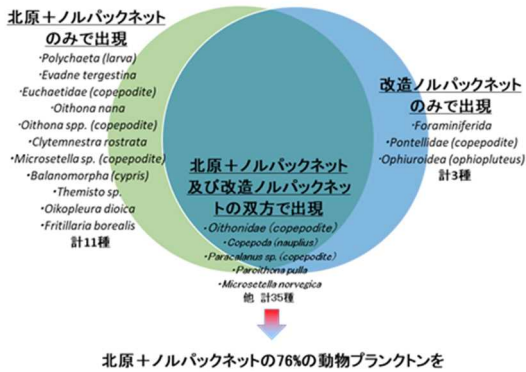 北原＋ノルパックネット
のみで出現
・Polychaeta (larva)
・Evadne tergestina
・Euchaetidae (copepodite)
・Oithona nana
・Oithona spp. (copepodite)
・Clytemnestra rostrata
・Microsetella sp. (copepodite)
・Balanomorpha (cypris)
・Themisto sp.
・Oikopleura dioica
・Fritillaria borealis
計11種
北原＋ノルパックネット
及び改造ノルパックネッ
トの双方で出現
・Oithonidae (copepodite)
・Copepoda (nauplius)
・Paracalanus sp. (copepodite)
・Paroithona pulla
・Microsetella norvegica
他 計35種
改造ノルパックネット
のみで出現
・Foraminiferida
・Pontellidae (copepodite)
・Ophiuroidea (ophiopluteus)
計3種
北原＋ノルパックネットの76%の動物プランクトンを